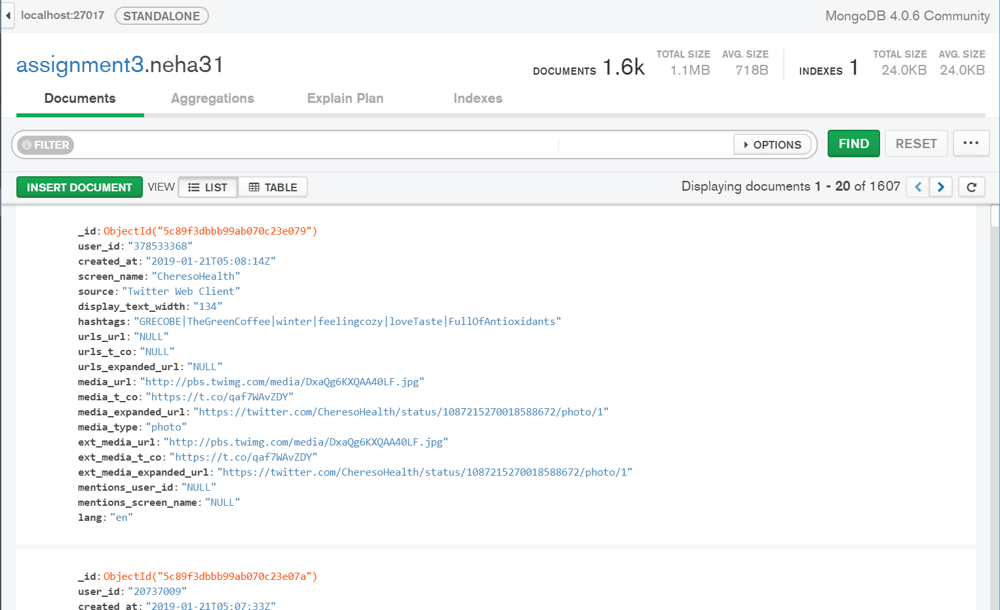 localhost:27017 STANDALONE MongoDB 4.0.6 Community
assignment3.neha31
DOCUMENTS 1.6k TOTAL SIZE 1.1MB AVG. SIZE 718B INDEXES 1 TOTAL SIZE 24.0KB AVG. SIZE 24.0KB
Documents Aggregations Explain Plan Indexes
FILTER OPTIONS FIND RESET ...
INSERT DOCUMENT VIEW LIST TABLE Displaying documents 1 - 20 of 1607
_id: ObjectId("5c89f3dbbb99ab070c23e079")
user_id: "378533368"
created_at: "2019-01-21T05:08:14Z"
screen_name: "CheresoHealth"
source: "Twitter Web Client"
display_text_width: "134"
hashtags: "GRECOBE|TheGreenCoffee|winter|feelingcozy|loveTaste|FullOfAntioxidants"
urls_url: "NULL"
urls_t_co: "NULL"
urls_expanded_url: "NULL"
media_url: "http://pbs.twimg.com/media/DxaQg6KXQAA40LF.jpg"
media_t_co: "https://t.co/qaf7WAvZDY"
media_expanded_url: "https://twitter.com/CheresoHealth/status/1087215270018588672/photo/1"
media_type: "photo"
ext_media_url: "http://pbs.twimg.com/media/DxaQg6KXQAA40LF.jpg"
ext_media_t_co: "https://t.co/qaf7WAvZDY"
ext_media_expanded_url: "https://twitter.com/CheresoHealth/status/1087215270018588672/photo/1"
mentions_user_id: "NULL"
mentions_screen_name: "NULL"
lang: "en"
_id: ObjectId("5c89f3dbbb99ab070c23e07a")
user_id: "20737009"
created_at: "2019-01-21T05:07:33Z"